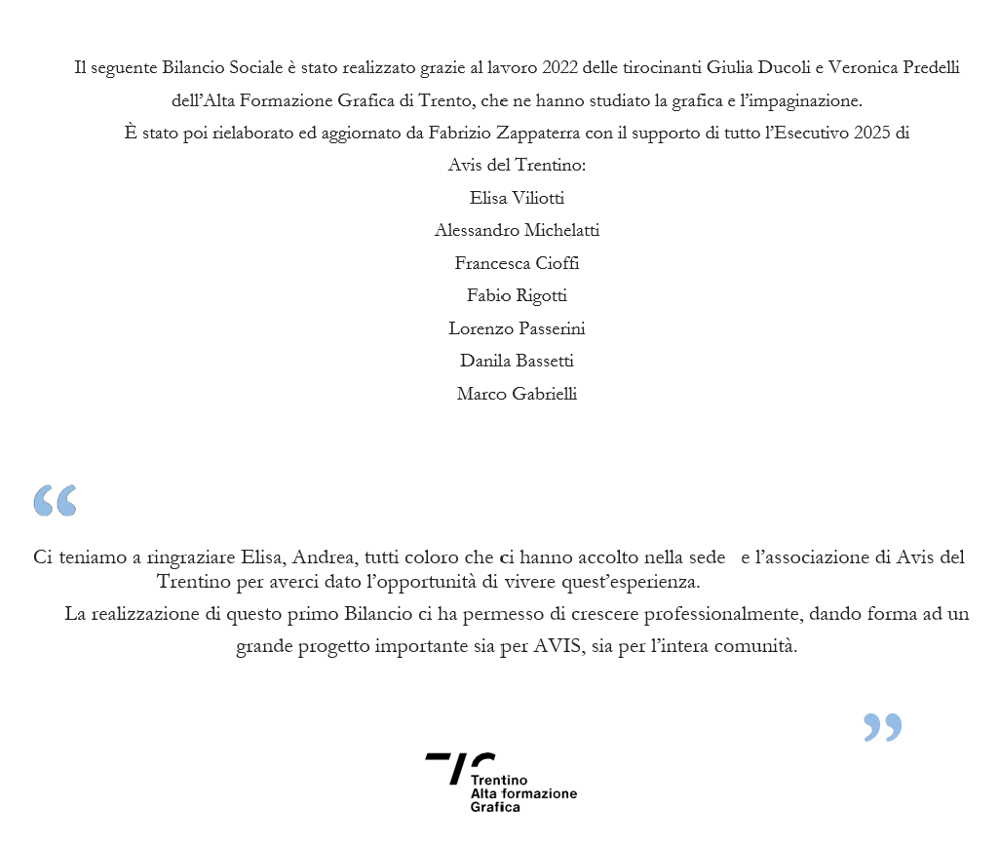 Il seguente Bilancio Sociale è stato realizzato grazie al lavoro 2022 delle tirocinanti Giulia Ducoli e Veronica Predelli
dell’Alta Formazione Grafica di Trento, che ne hanno studiato la grafica e l’impaginazione.
È stato poi rielaborato ed aggiornato da Fabrizio Zappaterra con il supporto di tutto l’Esecutivo 2025 di
Avis del Trentino:
Elisa Viliotti
Alessandro Michelatti
Francesca Cioffi
Fabio Rigotti
Lorenzo Passerini
Danila Bassetti
Marco Gabrielli
“
Ci teniamo a ringraziare Elisa, Andrea, tutti coloro che ci hanno accolto nella sede e l’associazione di Avis del
Trentino per averci dato l’opportunità di vivere quest’esperienza.
La realizzazione di questo primo Bilancio ci ha permesso di crescere professionalmente, dando forma ad un
grande progetto importante sia per AVIS, sia per l’intera comunità.
”
Trentino
Alta formazione
Grafica